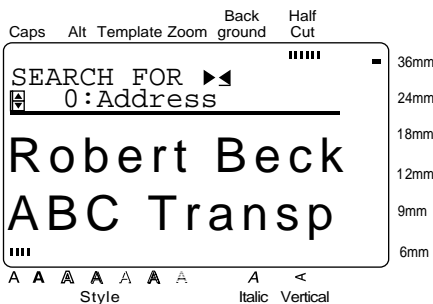 Back Half
Caps Alt Template Zoom ground Cut
SEARCH FOR
0:Address
Robert Beck
ABC Transp
36mm
24mm
18mm
12mm
9mm
6mm
A A A A A A A A <
Style Italic Vertical